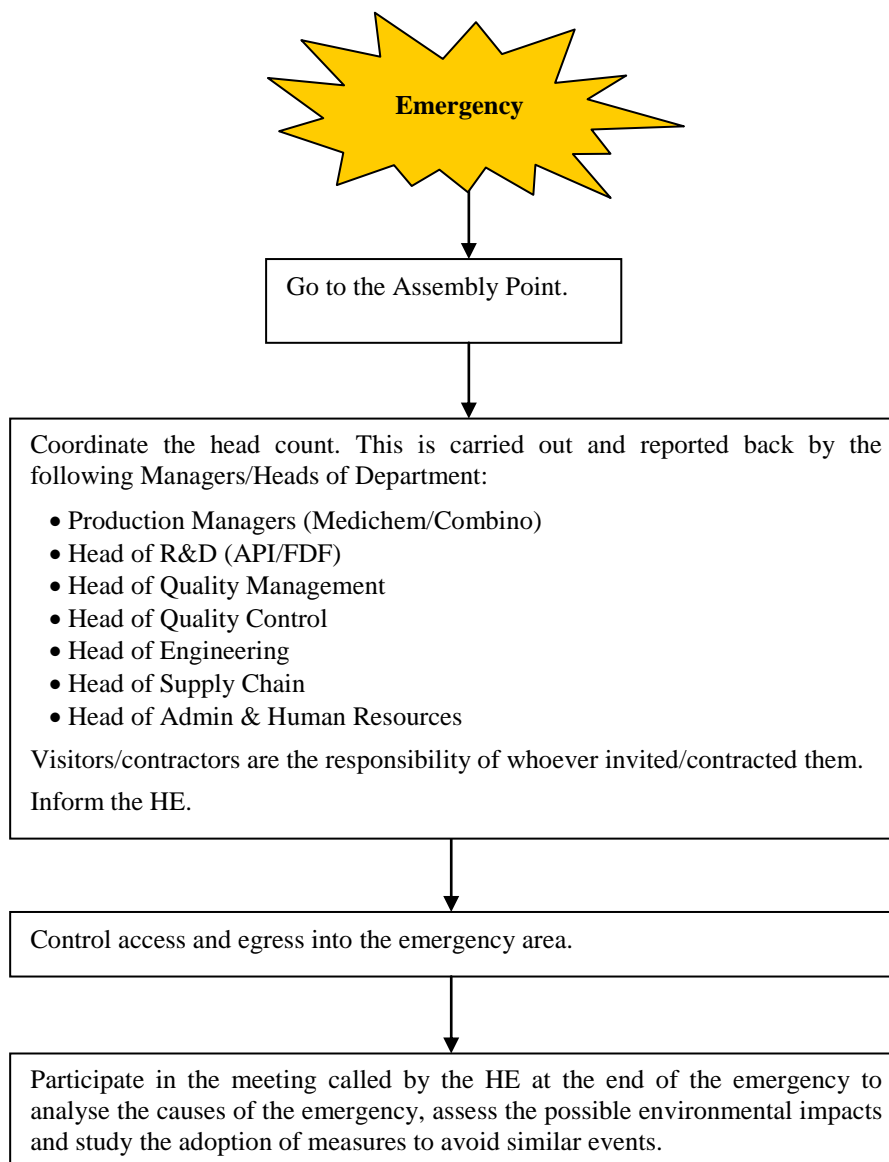 Emergency
Go to the Assembly Point.
Coordinate the head count. This is carried out and reported back by the
following Managers/Heads of Department:
• Production Managers (Medichem/Combino)
• Head of R&D (API/FDF)
• Head of Quality Management
• Head of Quality Control
• Head of Engineering
• Head of Supply Chain
• Head of Admin & Human Resources
Visitors/contractors are the responsibility of whoever invited/contracted them.
Inform the HE.
Control access and egress into the emergency area.
Participate in the meeting called by the HE at the end of the emergency to
analyse the causes of the emergency, assess the possible environmental impacts
and study the adoption of measures to avoid similar events.